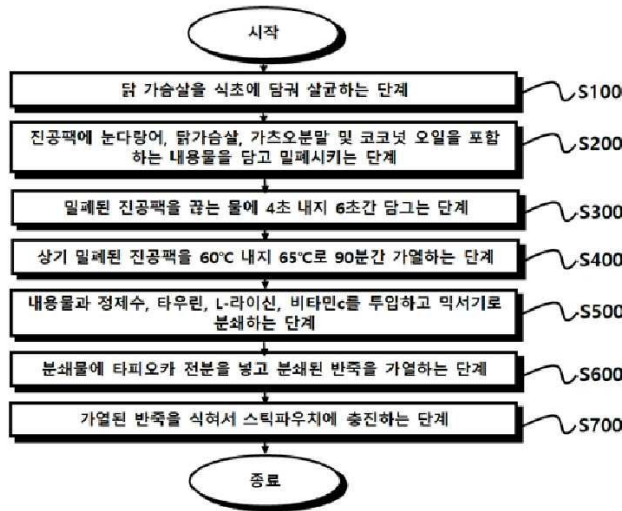 시작
닭 가슴살을 식초에 담궈 살균하는 단계
S100
진공팩에 눈다랑어, 닭가슴살, 가츠오분말 및 코코넛 오일을 포함
하는 내용물을 담고 밀폐시키는 단계
S200
밀폐된 진공팩을 끊는 물에 4초 내지 6초간 담그는 단계
S300
상기 밀폐된 진공팩을 60℃ 내지 65℃로 90분간 가열하는 단계
S400
내용물과 정제수, 타우린, L-라이신, 비타민c를 투입하고 믹서기로
분쇄하는 단계
S500
분쇄물에 타피오카 전분을 넣고 분쇄된 반죽을 가열하는 단계
S600
가열된 반죽을 식혀서 스틱파우치에 충진하는 단계
S700
종료